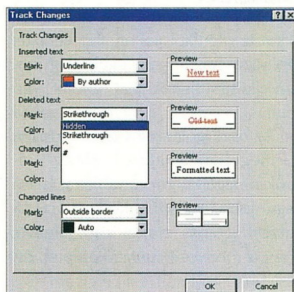 Track Changes
Track Changes
Inserted text
Mark: Underline
Color: By author
Preview
New text
Deleted text
Mark: Strikethrough
Color:
Hidden
Strikethrough
^
#
Preview
Old text
Changed for
Mark:
Color:
Preview
Formatted text
Changed lines
Mark: Outside border
Color: Auto
Preview
OK Cancel